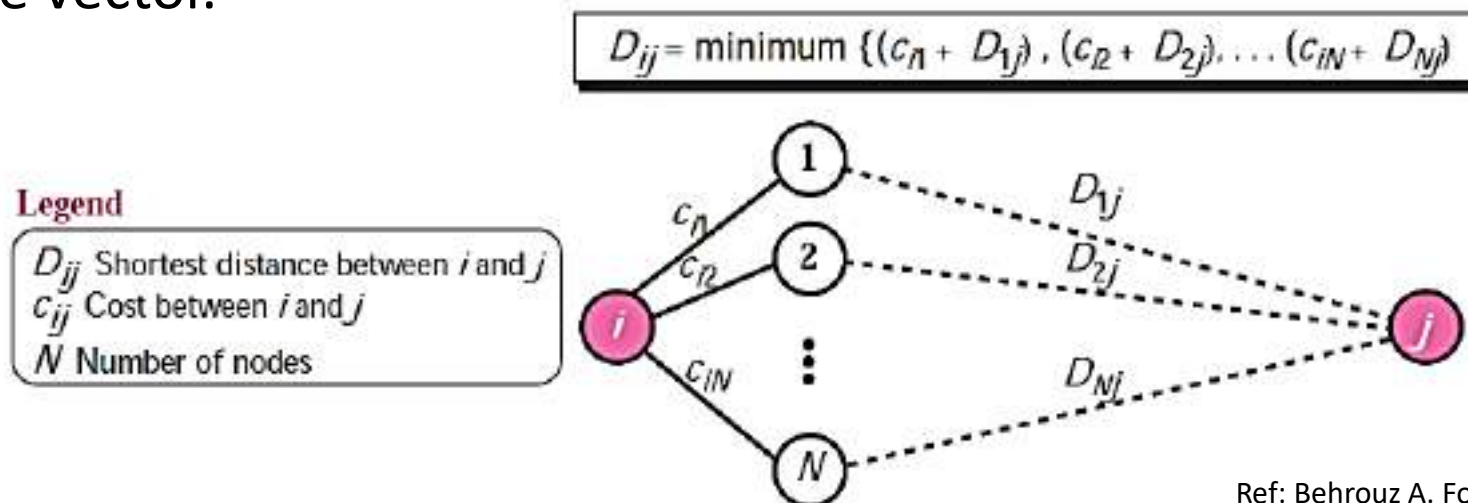 e vector.
D_ij = minimum {(c_i1 + D_1j) , (c_i2 + D_2j), . . . . (c_iN + D_Nj)
Legend
D_ij Shortest distance between i and j
c_ij Cost between i and j
N Number of nodes
1
c_i1
D_1j
2
c_i2
D_2j
i
j
c_iN
D_Nj
N
Ref: Behrouz A. Fo